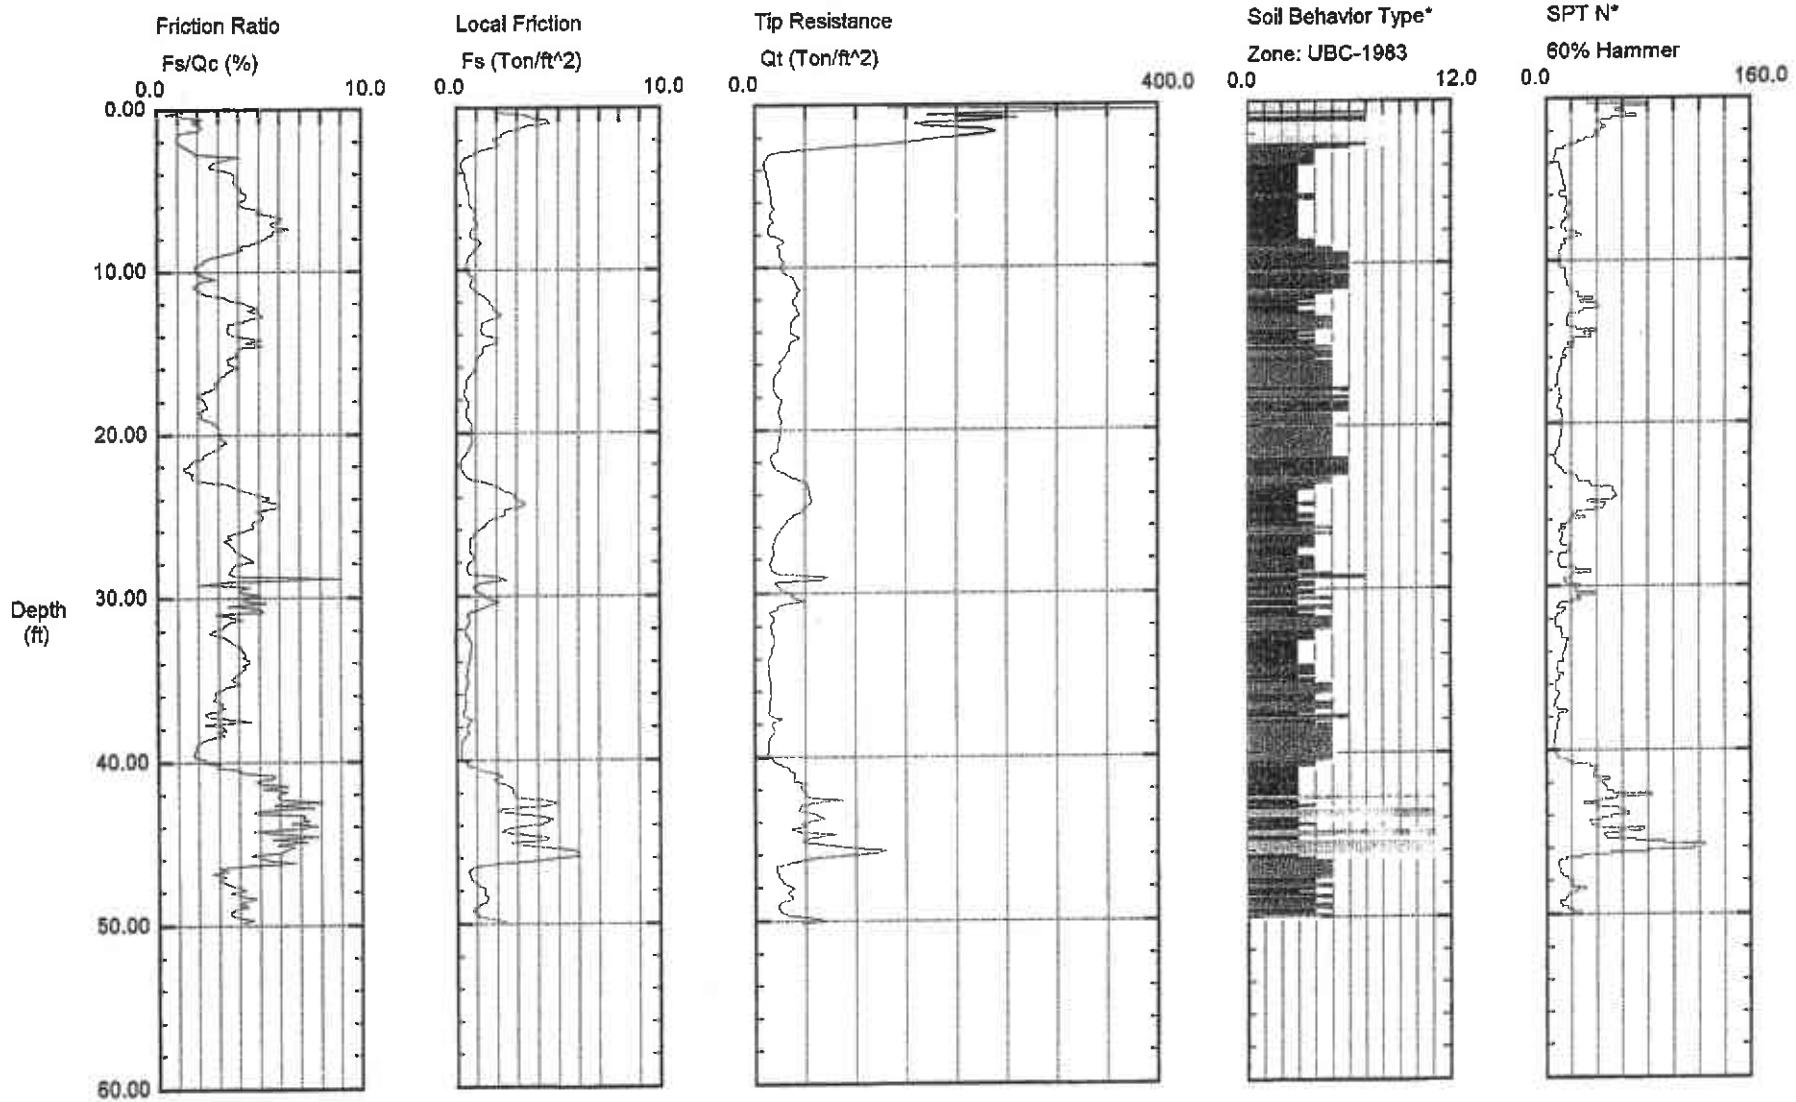 Friction Ratio
Fs/Qc (%)
0.0 10.0
Local Friction
Fs (Ton/ft^2)
0.0 10.0
Tip Resistance
Qt (Ton/ft^2)
0.0 400.0
Soil Behavior Type*
Zone: UBC-1983
0.0 12.0
SPT N*
60% Hammer
0.0 160.0
0.00
10.00
20.00
30.00
Depth
(ft)
40.00
50.00
60.00